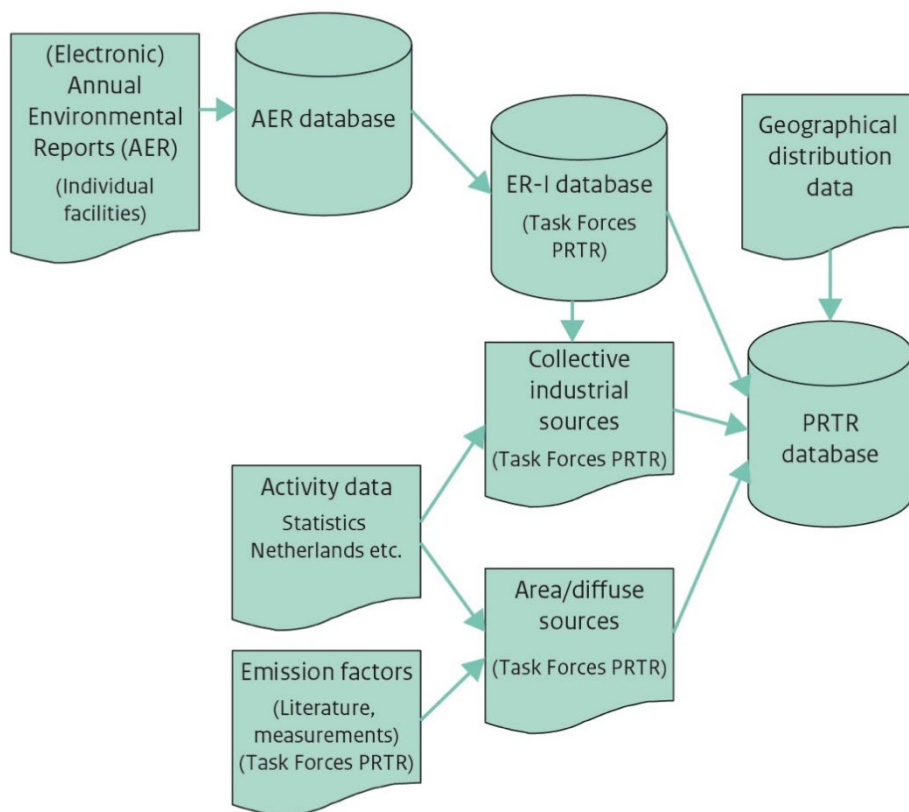 (Electronic)
Annual
Environmental
Reports (AER)
(Individual
facilities)
AER database
ER-I database
(Task Forces
PRTR)
Geographical
distribution
data
Collective
industrial
sources
(Task Forces PRTR)
PRTR
database
Activity data
Statistics
Netherlands etc.
Area/diffuse
sources
(Task Forces PRTR)
Emission factors
(Literature,
measurements)
(Task Forces PRTR)